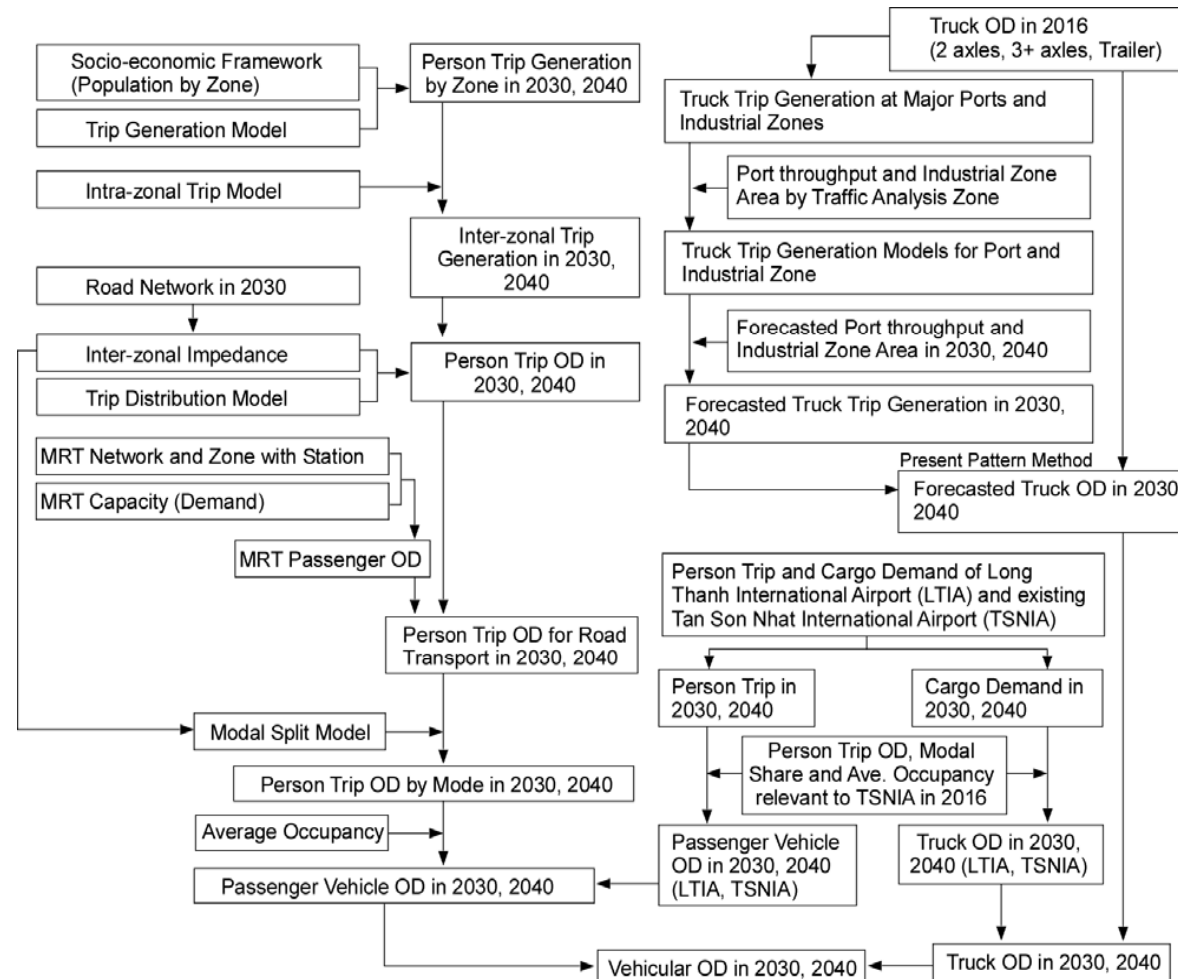 Socio-economic Framework
(Population by Zone)
Trip Generation Model
Person Trip Generation
by Zone in 2030, 2040
Intra-zonal Trip Model
Inter-zonal Trip
Generation in 2030,
2040
Road Network in 2030
Inter-zonal Impedance
Trip Distribution Model
Person Trip OD in
2030, 2040
MRT Network and Zone with Station
MRT Capacity (Demand)
MRT Passenger OD
Person Trip OD for Road
Transport in 2030, 2040
Modal Split Model
Person Trip OD by Mode in 2030, 2040
Average Occupancy
Passenger Vehicle OD in 2030, 2040
Truck OD in 2016
(2 axles, 3+ axles, Trailer)
Truck Trip Generation at Major Ports and
Industrial Zones
Port throughput and Industrial Zone
Area by Traffic Analysis Zone
Truck Trip Generation Models for Port and
Industrial Zone
Forecasted Port throughput and
Industrial Zone Area in 2030, 2040
Forecasted Truck Trip Generation in 2030,
2040
Present Pattern Method
Forecasted Truck OD in 2030
2040
Person Trip and Cargo Demand of Long
Thanh International Airport (LTIA) and existing
Tan Son Nhat International Airport (TSNIA)
Person Trip in
2030, 2040
Cargo Demand in
2030, 2040
Person Trip OD, Modal
Share and Ave. Occupancy
relevant to TSNIA in 2016
Passenger Vehicle
OD in 2030, 2040
(LTIA, TSNIA)
Truck OD in 2030,
2040 (LTIA, TSNIA)
Vehicular OD in 2030, 2040
Truck OD in 2030, 2040